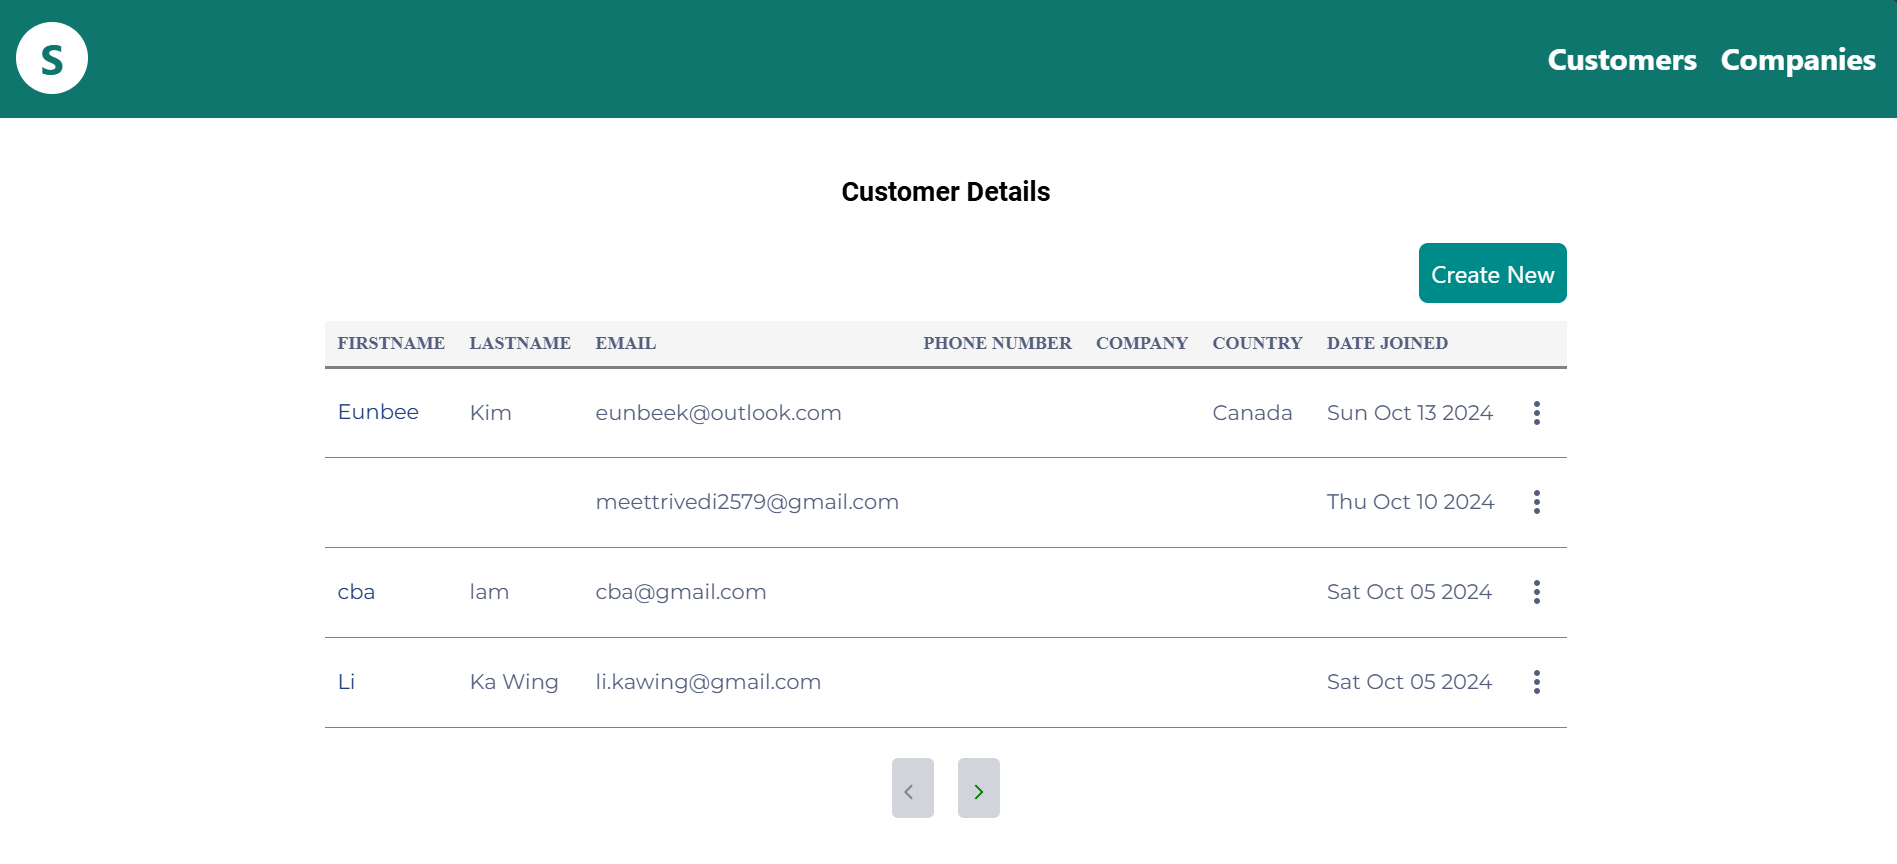 S
Customers Companies
Customer Details
Create New
FIRSTNAME LASTNAME EMAIL PHONE NUMBER COMPANY COUNTRY DATE JOINED
Eunbee Kim eunbeek@outlook.com Canada Sun Oct 13 2024
meettrivedi2579@gmail.com Thu Oct 10 2024
cba lam cba@gmail.com Sat Oct 05 2024
Li Ka Wing li.kawing@gmail.com Sat Oct 05 2024